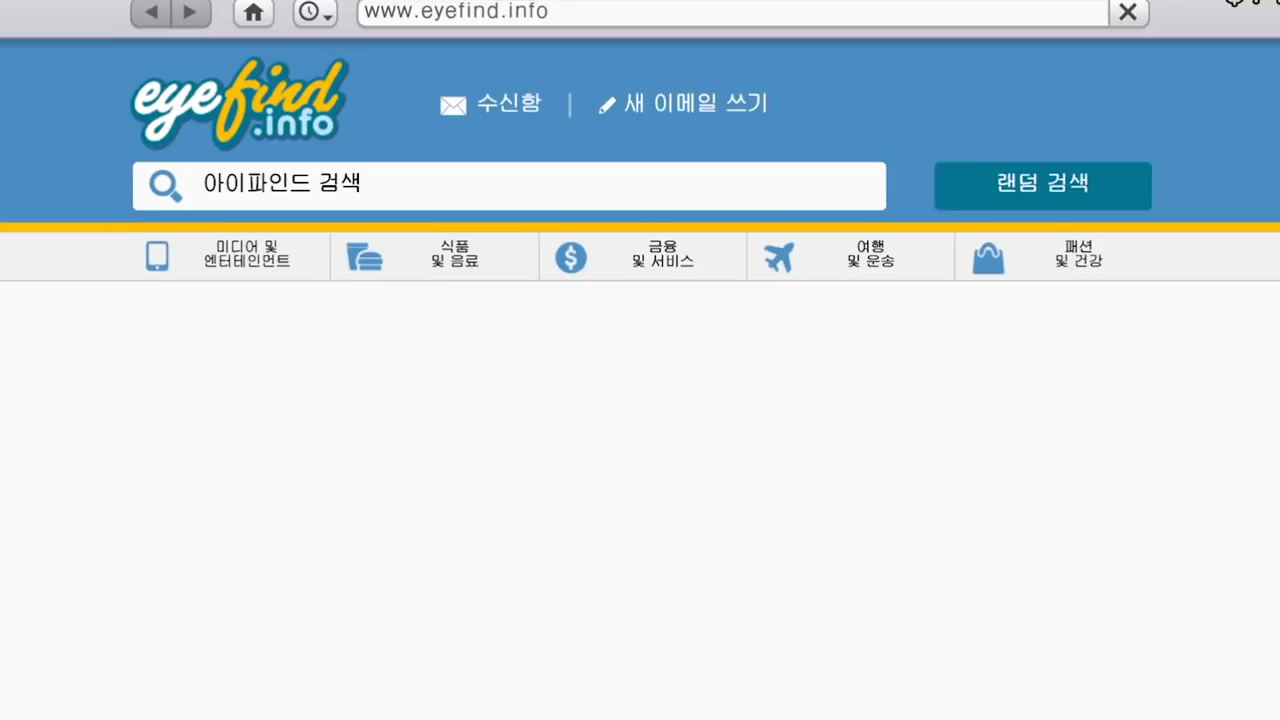 www.eyefind.info
eyefind
.info
수신함 | 새 이메일 쓰기
아이파인드 검색
랜덤 검색
미디어 및
엔터테인먼트
식품
및 음료
금융
및 서비스
여행
및 운송
패션
및 건강